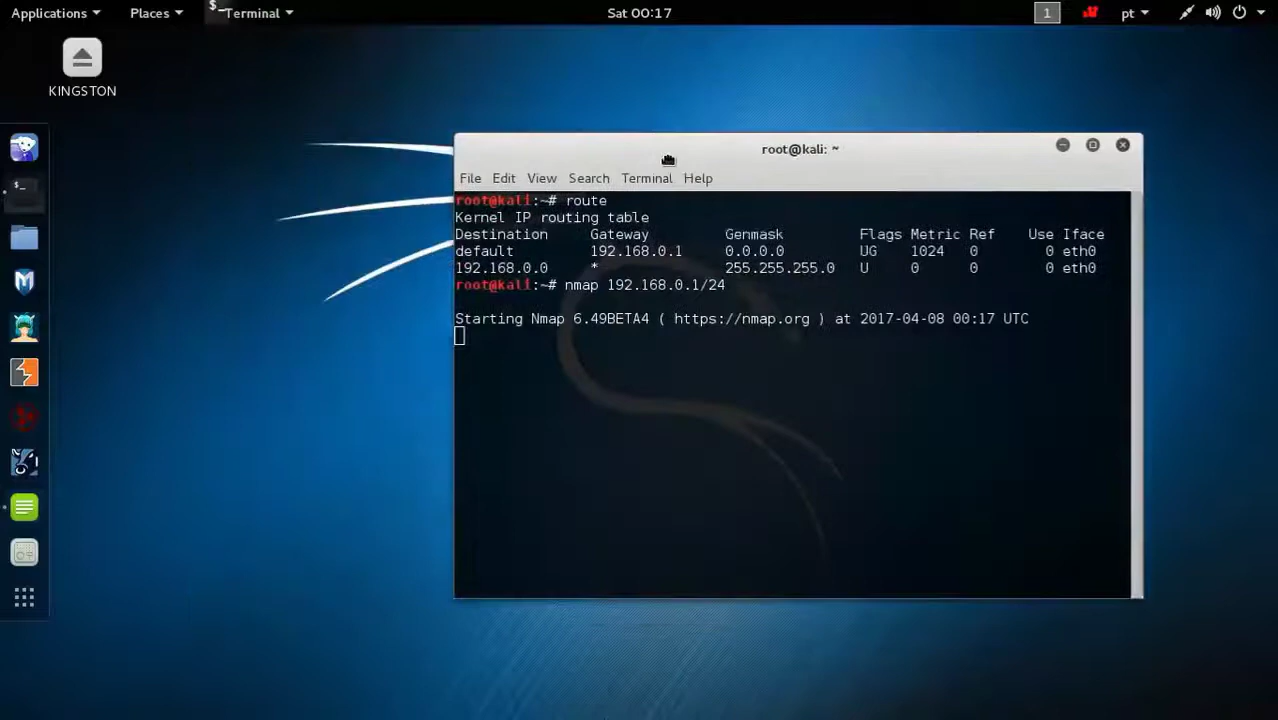 Applications Places Terminal Sat 00:17 1 pt
KINGSTON
root@kali: ~
File Edit View Search Terminal Help
root@kali:~# route
Kernel IP routing table
Destination Gateway Genmask Flags Metric Ref Use Iface
default 192.168.0.1 0.0.0.0 UG 1024 0 0 eth0
192.168.0.0 * 255.255.255.0 U 0 0 0 eth0
root@kali:~# nmap 192.168.0.1/24
Starting Nmap 6.49BETA4 ( https://nmap.org ) at 2017-04-08 00:17 UTC